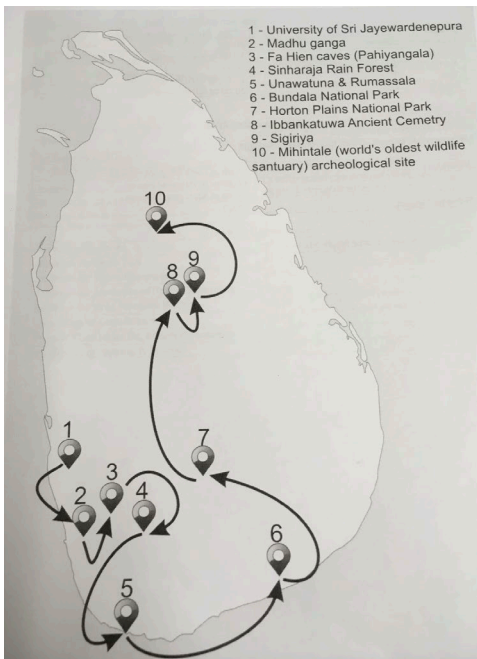 1 - University of Sri Jayewardenepura
2 - Madhu ganga
3 - Fa Hien caves (Pahiyangala)
4 - Sinharaja Rain Forest
5 - Unawatuna & Rumassala
6 - Bundala National Park
7 - Horton Plains National Park
8 - Ibbankatuwa Ancient Cemetry
9 - Sigiriya
10 - Mihintale (world's oldest wildlife
santuary) archeological site
10
9
8
1
7
3
2
4
6
5